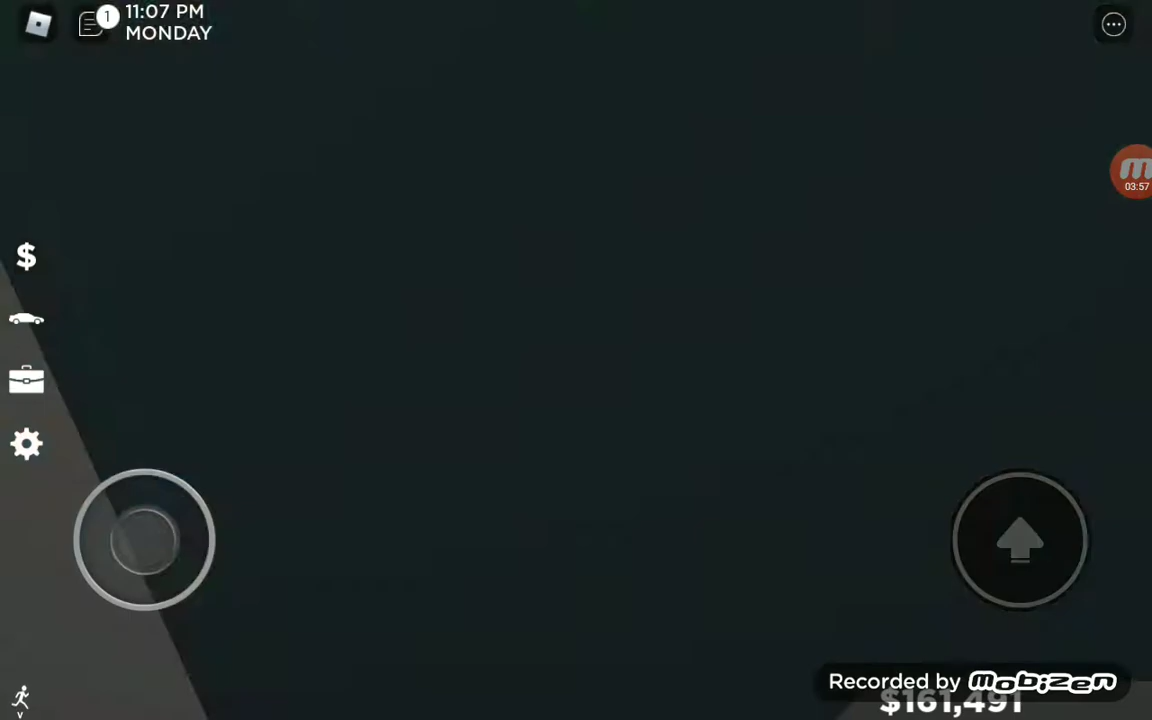 1
11:07 PM
MONDAY
m
03:57
$
V
Recorded by mobizen
$161,491